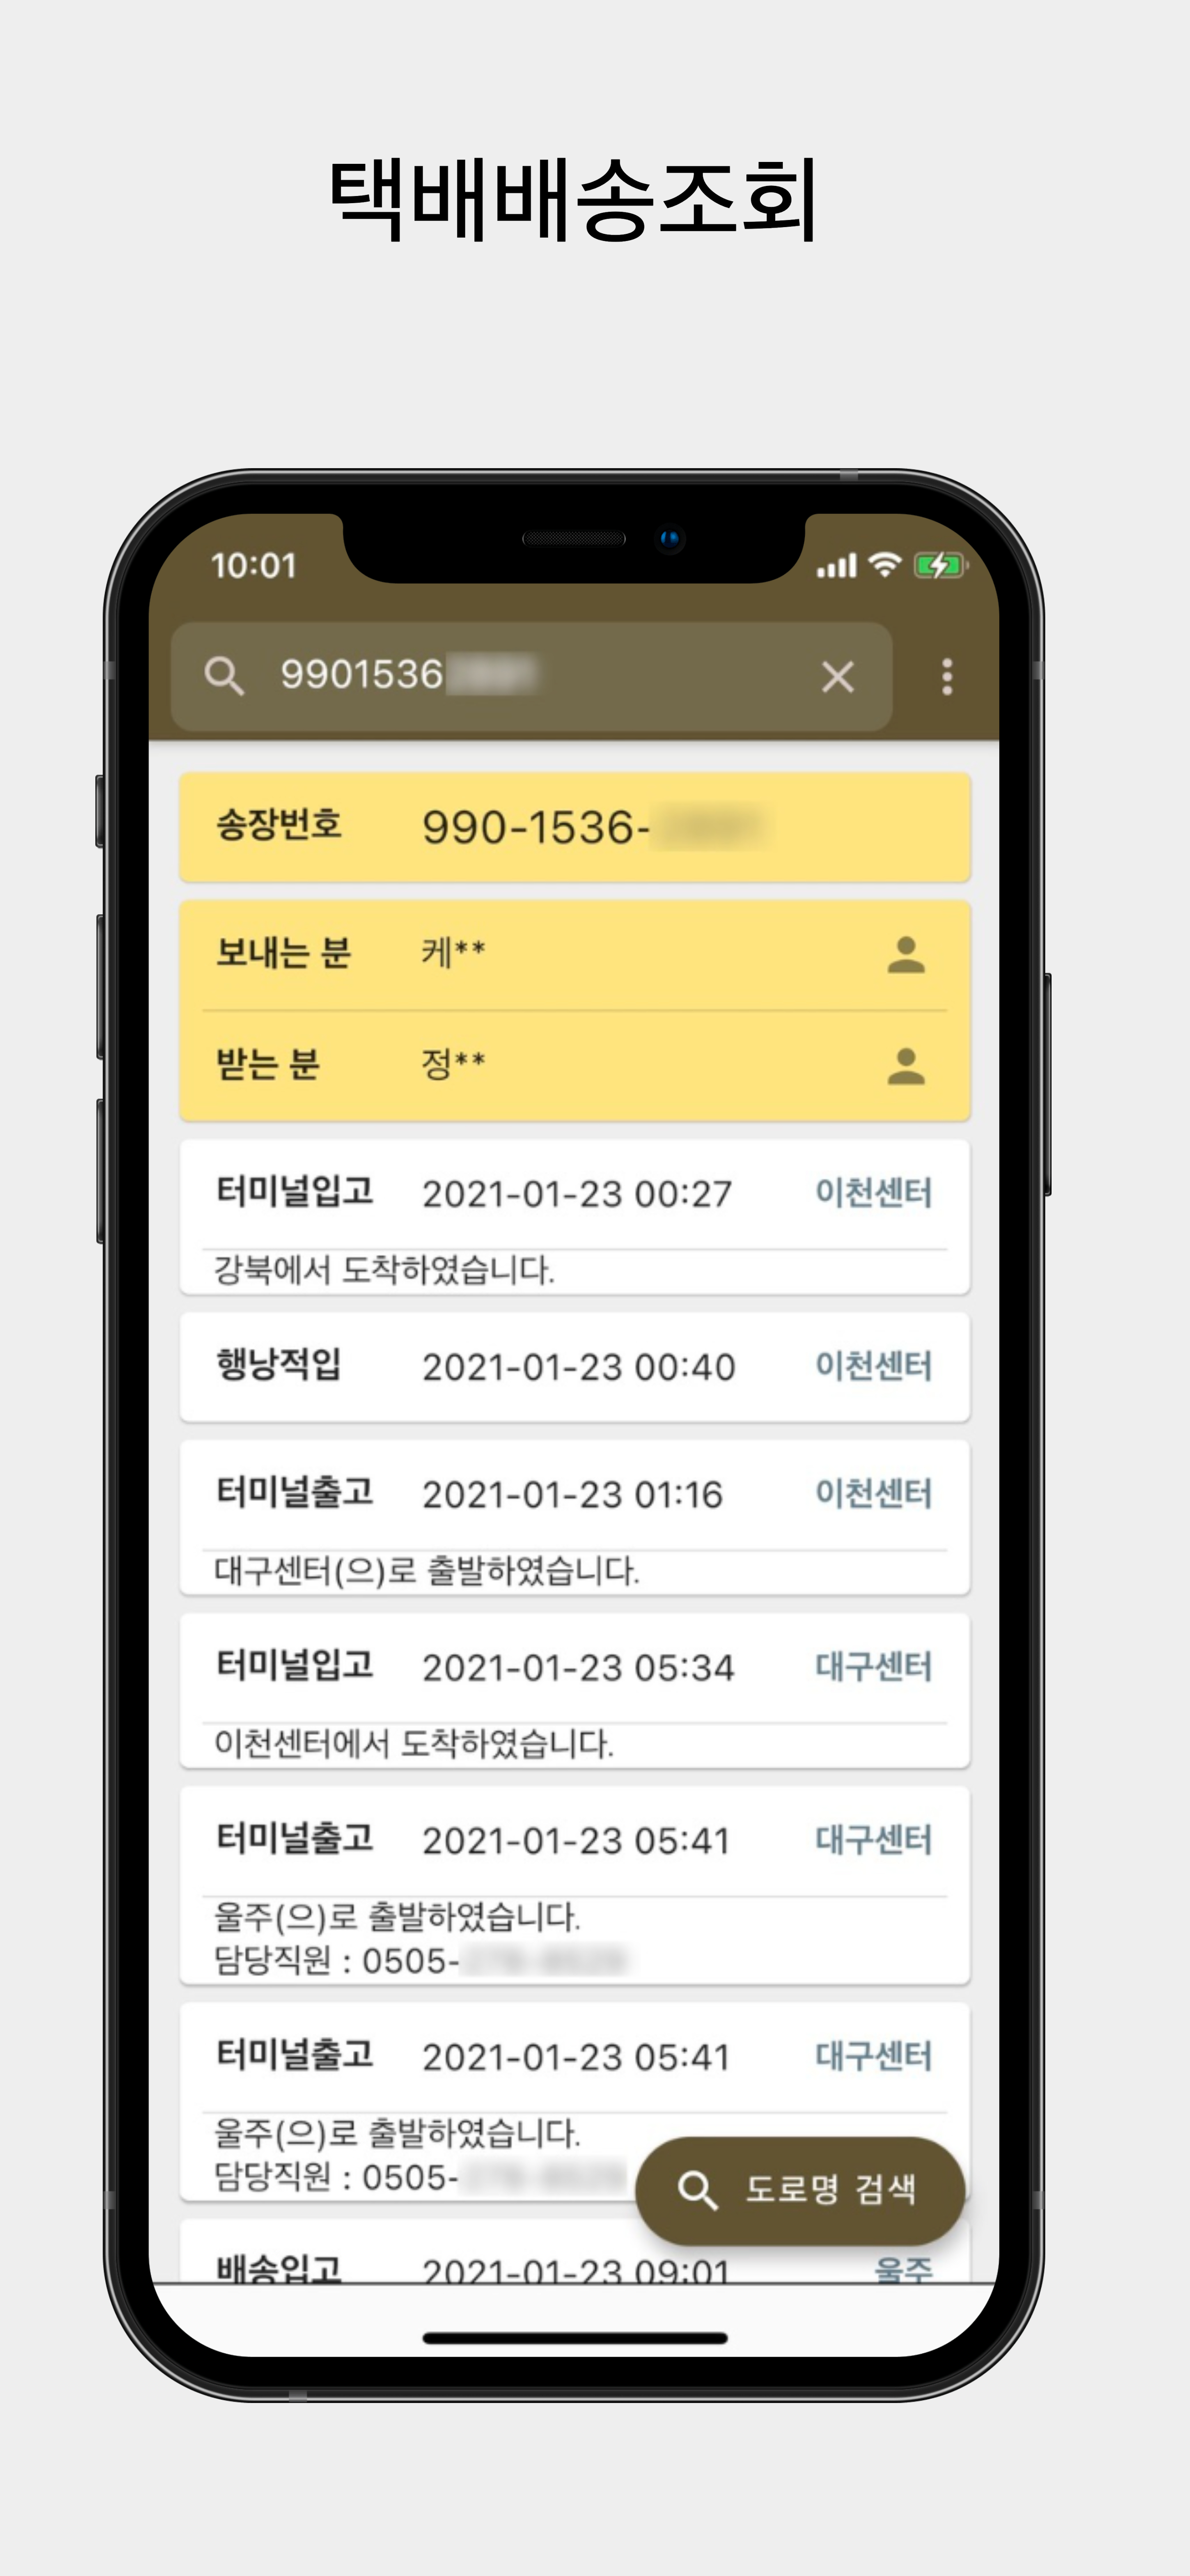 택배배송조회
10:01
9901536
송장번호 990-1536-
보내는 분 케**
받는 분 정**
터미널입고 2021-01-23 00:27 이천센터
강북에서 도착하였습니다.
행낭적입 2021-01-23 00:40 이천센터
터미널출고 2021-01-23 01:16 이천센터
대구센터(으)로 출발하였습니다.
터미널입고 2021-01-23 05:34 대구센터
이천센터에서 도착하였습니다.
터미널출고 2021-01-23 05:41 대구센터
울주(으)로 출발하였습니다.
담당직원 : 0505-
터미널출고 2021-01-23 05:41 대구센터
울주(으)로 출발하였습니다.
담당직원 : 0505-
도로명 검색
배송입고 2021-01-23 09:01 울주